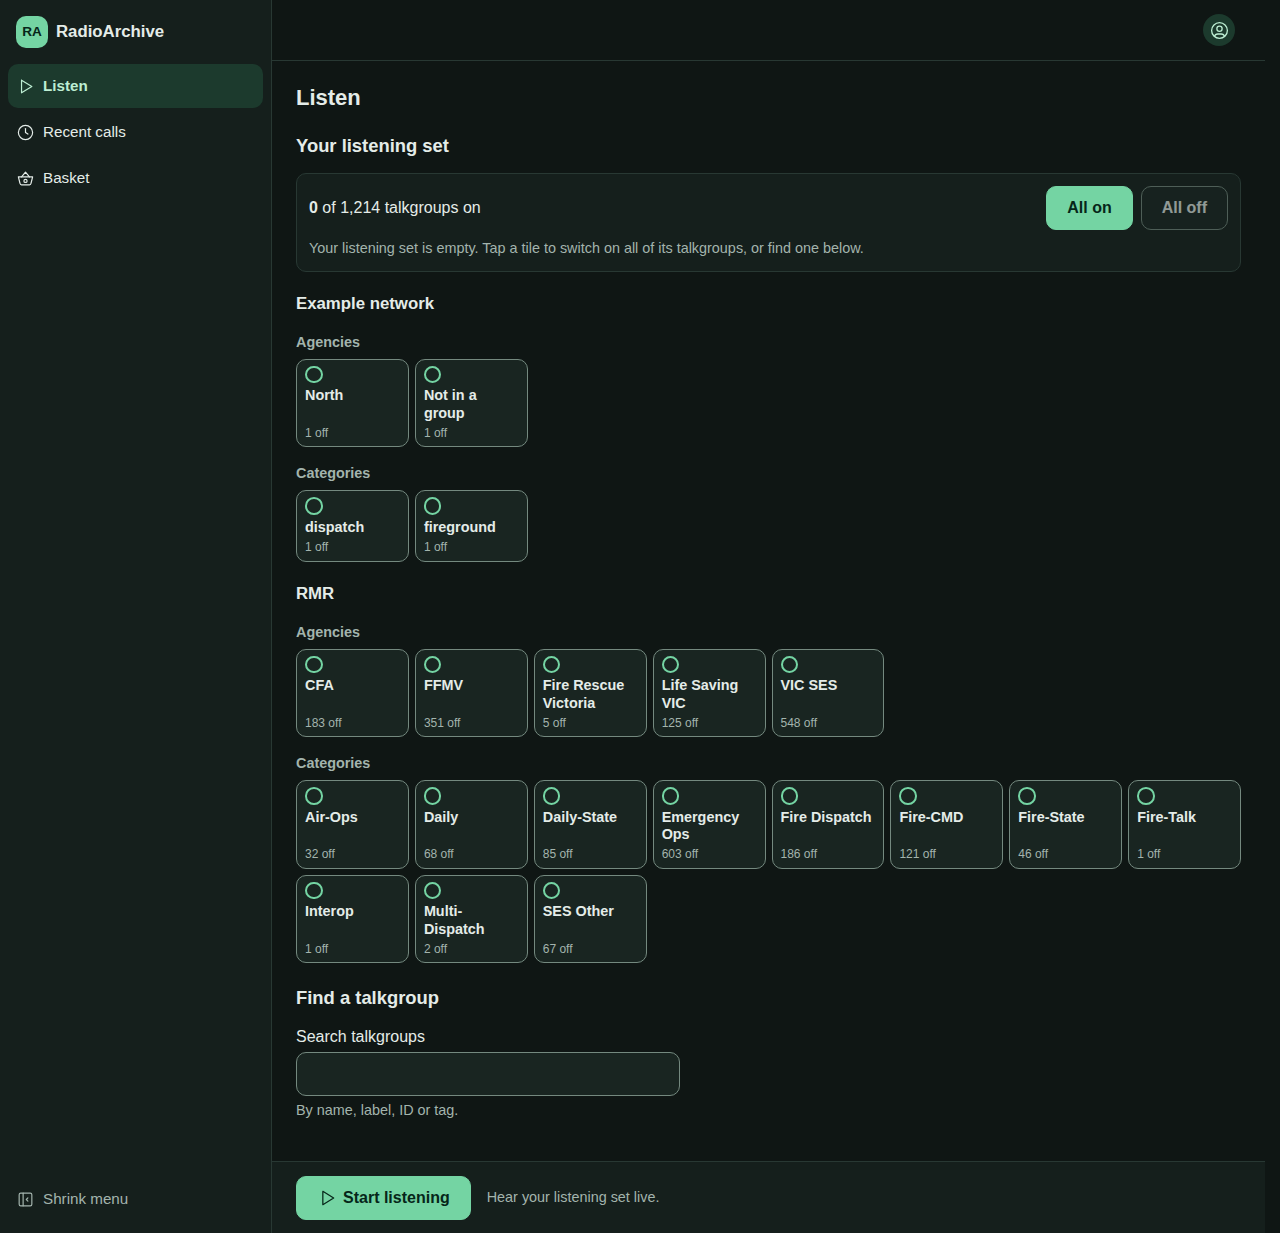 RA RadioArchive
Listen
Recent calls
Basket
Shrink menu
Listen
Your listening set
0 of 1,214 talkgroups on
All on
All off
Your listening set is empty. Tap a tile to switch on all of its talkgroups, or find one below.
Example network
Agencies
North
1 off
Not in a
group
1 off
Categories
dispatch
1 off
fireground
1 off
RMR
Agencies
CFA
183 off
FFMV
351 off
Fire Rescue
Victoria
5 off
Life Saving
VIC
125 off
VIC SES
548 off
Categories
Air-Ops
32 off
Daily
68 off
Daily-State
85 off
Emergency
Ops
603 off
Fire Dispatch
186 off
Fire-CMD
121 off
Fire-State
46 off
Fire-Talk
1 off
Interop
1 off
Multi-
Dispatch
2 off
SES Other
67 off
Find a talkgroup
Search talkgroups
By name, label, ID or tag.
Start listening
Hear your listening set live.